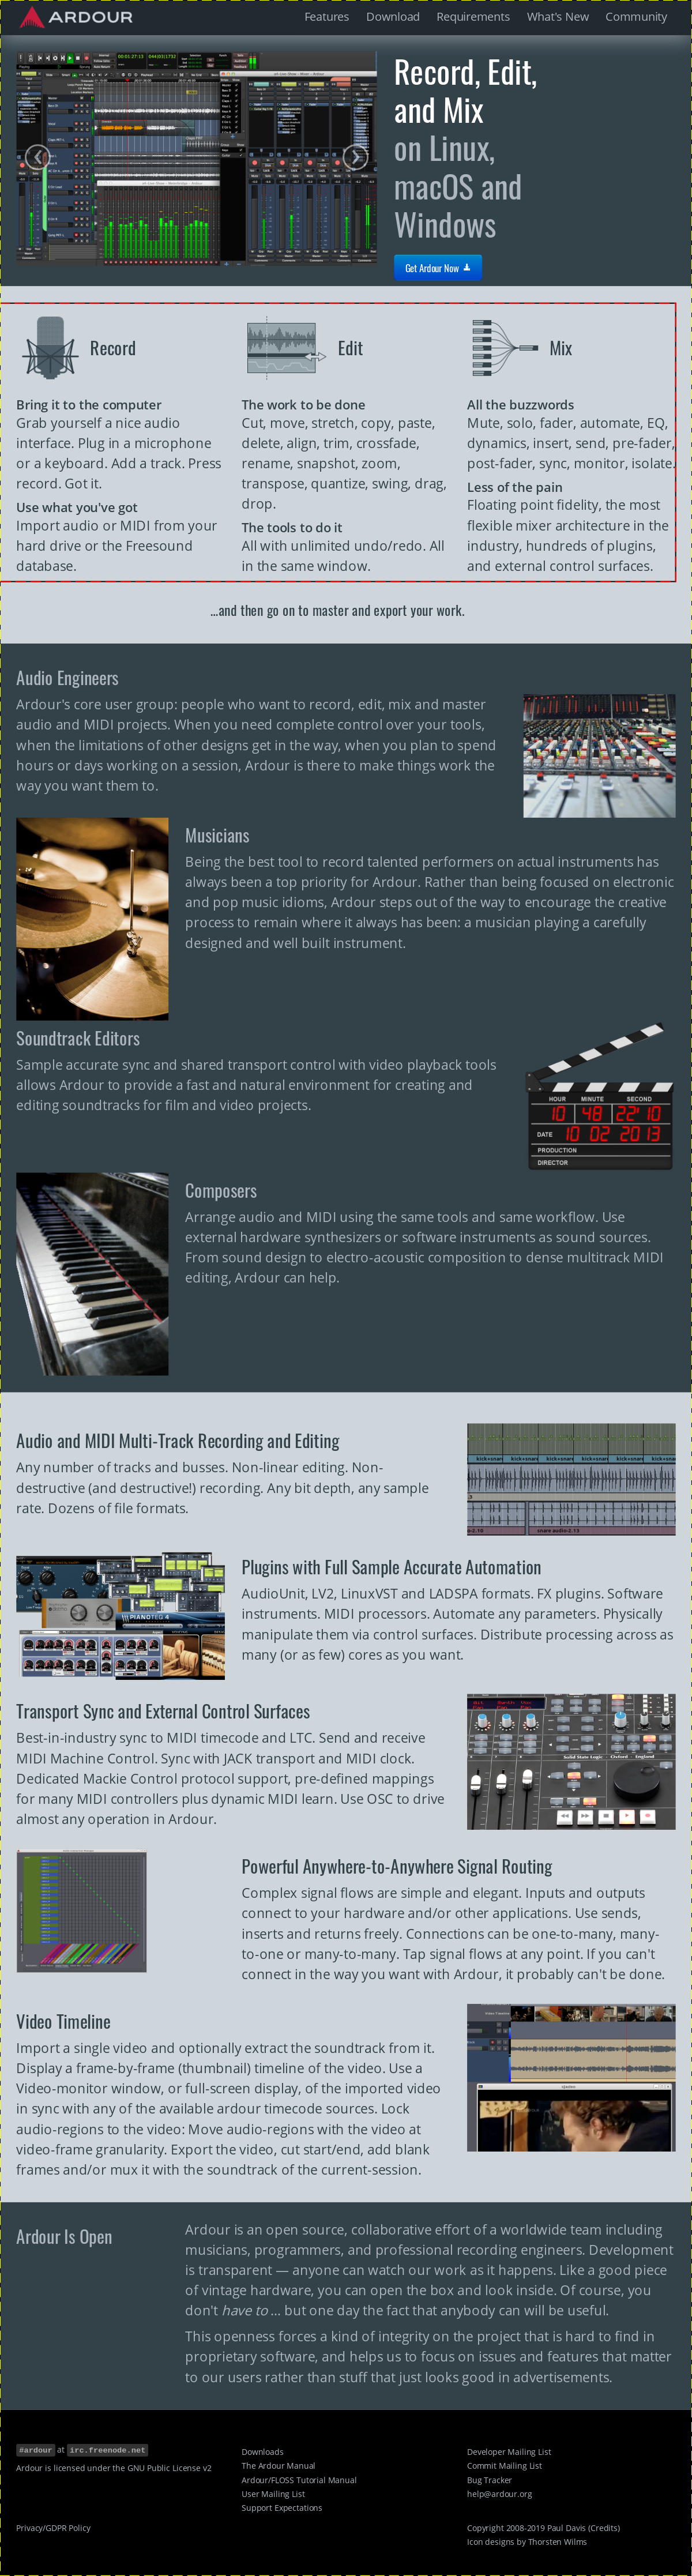 ARDOUR
Features Download Requirements What's New Community
Record, Edit,
and Mix
on Linux,
macOS and
Windows
Get Ardour Now
Record
Bring it to the computer
Grab yourself a nice audio
interface. Plug in a microphone
or a keyboard. Add a track. Press
record. Got it.
Use what you've got
Import audio or MIDI from your
hard drive or the Freesound
database.
Edit
The work to be done
Cut, move, stretch, copy, paste,
delete, align, trim, crossfade,
rename, snapshot, zoom,
transpose, quantize, swing, drag,
drop.
The tools to do it
All with unlimited undo/redo. All
in the same window.
Mix
All the buzzwords
Mute, solo, fader, automate, EQ,
dynamics, insert, send, pre-fader,
post-fader, sync, monitor, isolate.
Less of the pain
Floating point fidelity, the most
flexible mixer architecture in the
industry, hundreds of plugins,
and external control surfaces.
...and then go on to master and export your work.
Audio Engineers
Ardour's core user group: people who want to record, edit, mix and master
audio and MIDI projects. When you need complete control over your tools,
when the limitations of other designs get in the way, when you plan to spend
hours or days working on a session, Ardour is there to make things work the
way you want them to.
Musicians
Being the best tool to record talented performers on actual instruments has
always been a top priority for Ardour. Rather than being focused on electronic
and pop music idioms, Ardour steps out of the way to encourage the creative
process to remain where it always has been: a musician playing a carefully
designed and well built instrument.
Soundtrack Editors
Sample accurate sync and shared transport control with video playback tools
allows Ardour to provide a fast and natural environment for creating and
editing soundtracks for film and video projects.
HOUR MINUTE SECOND
10 48 22'10
DATE 10 02 2013
PRODUCTION
DIRECTOR
Composers
Arrange audio and MIDI using the same tools and same workflow. Use
external hardware synthesizers or software instruments as sound sources.
From sound design to electro-acoustic composition to dense multitrack MIDI
editing, Ardour can help.
Audio and MIDI Multi-Track Recording and Editing
Any number of tracks and busses. Non-linear editing. Non-
destructive (and destructive!) recording. Any bit depth, any sample
rate. Dozens of file formats.
kick+snare kick+snare kick+snare kick+snare kick+snare kick+snare
snare audio-2.13
PIANOTEQ 4
Plugins with Full Sample Accurate Automation
AudioUnit, LV2, LinuxVST and LADSPA formats. FX plugins. Software
instruments. MIDI processors. Automate any parameters. Physically
manipulate them via control surfaces. Distribute processing across as
many (or as few) cores as you want.
Transport Sync and External Control Surfaces
Best-in-industry sync to MIDI timecode and LTC. Send and receive
MIDI Machine Control. Sync with JACK transport and MIDI clock.
Dedicated Mackie Control protocol support, pre-defined mappings
for many MIDI controllers plus dynamic MIDI learn. Use OSC to drive
almost any operation in Ardour.
Solid State Logic Oxford - England
Powerful Anywhere-to-Anywhere Signal Routing
Complex signal flows are simple and elegant. Inputs and outputs
connect to your hardware and/or other applications. Use sends,
inserts and returns freely. Connections can be one-to-many, many-
to-one or many-to-many. Tap signal flows at any point. If you can't
connect in the way you want with Ardour, it probably can't be done.
Video Timeline
Import a single video and optionally extract the soundtrack from it.
Display a frame-by-frame (thumbnail) timeline of the video. Use a
Video-monitor window, or full-screen display, of the imported video
in sync with any of the available ardour timecode sources. Lock
audio-regions to the video: Move audio-regions with the video at
video-frame granularity. Export the video, cut start/end, add blank
frames and/or mux it with the soundtrack of the current-session.
Ardour Is Open
Ardour is an open source, collaborative effort of a worldwide team including
musicians, programmers, and professional recording engineers. Development
is transparent — anyone can watch our work as it happens. Like a good piece
of vintage hardware, you can open the box and look inside. Of course, you
don't have to ... but one day the fact that anybody can will be useful.
This openness forces a kind of integrity on the project that is hard to find in
proprietary software, and helps us to focus on issues and features that matter
to our users rather than stuff that just looks good in advertisements.
#ardour at irc.freenode.net
Ardour is licensed under the GNU Public License v2
Downloads
The Ardour Manual
Ardour/FLOSS Tutorial Manual
User Mailing List
Support Expectations
Developer Mailing List
Commit Mailing List
Bug Tracker
help@ardour.org
Privacy/GDPR Policy
Copyright 2008-2019 Paul Davis (Credits)
Icon designs by Thorsten Wilms